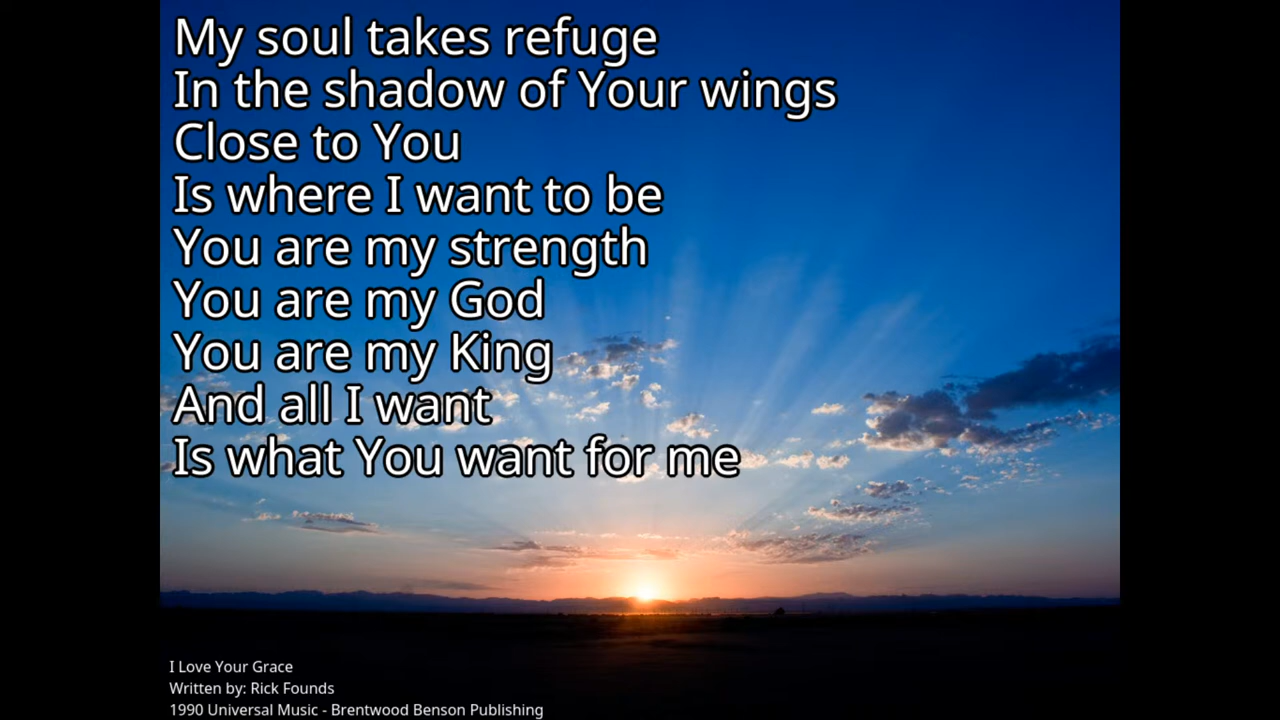 My soul takes refuge
In the shadow of Your wings
Close to You
Is where I want to be
You are my strength
You are my God
You are my King
And all I want
Is what You want for me
I Love Your Grace
Written by: Rick Founds
1990 Universal Music - Brentwood Benson Publishing